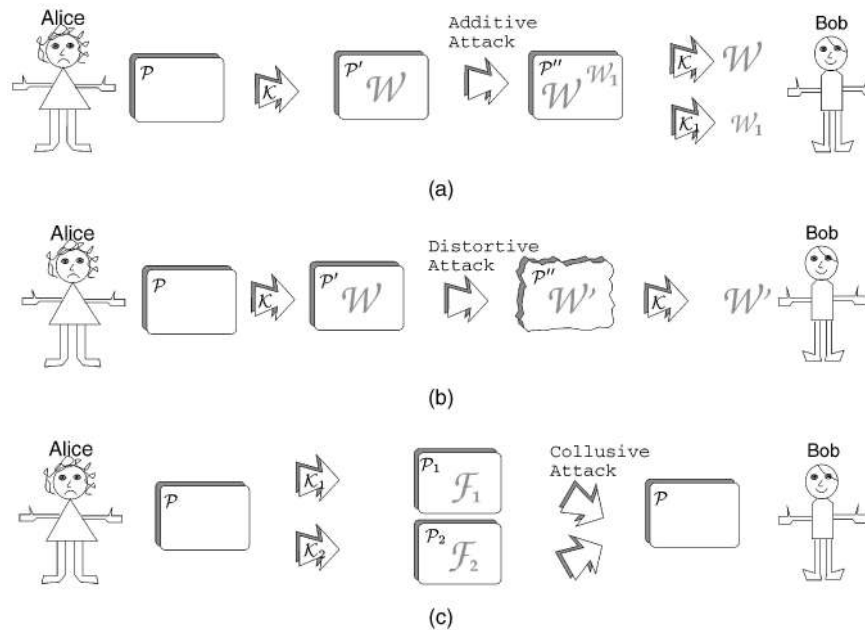 Alice
Additive
Attack
Bob
P
K
P'
W
P''
W W1
K
W
K1
W1
(a)
Alice
Distortive
Attack
Bob
P
K
P'
W
P''
W'
K
W'
(b)
Alice
Collusive
Attack
Bob
P
K1
P1
F1
K2
P2
F2
P
(c)